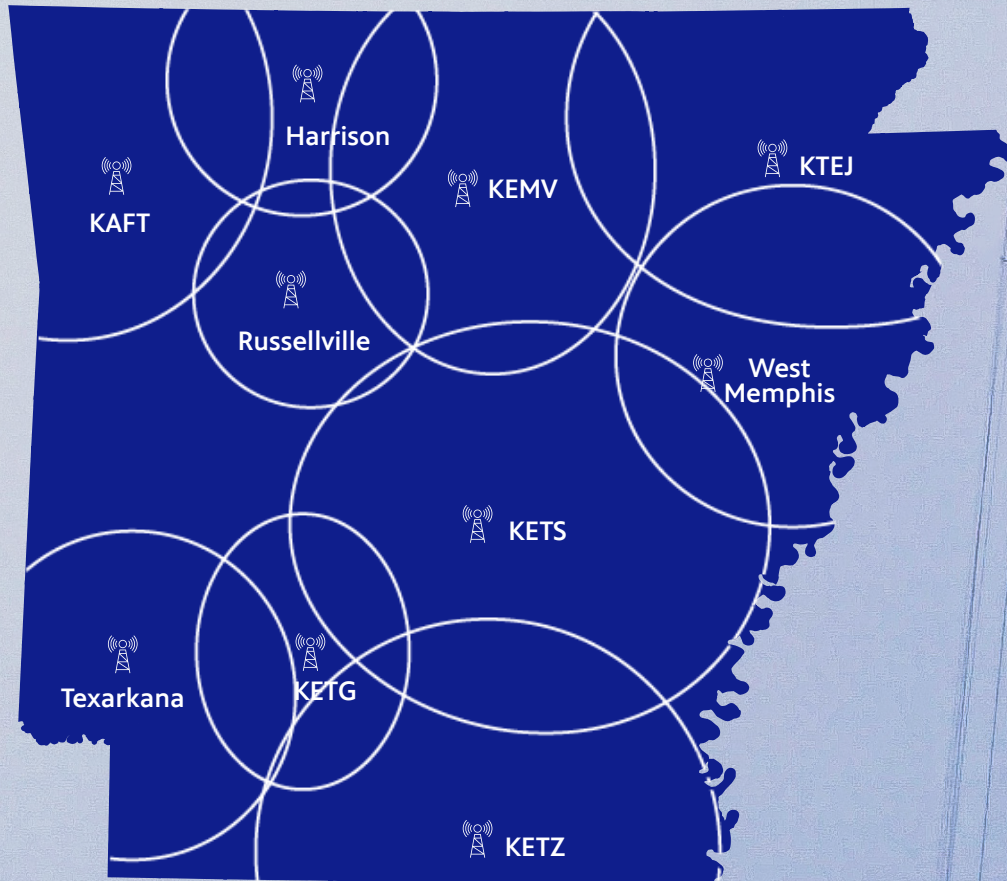 Harrison
KTEJ
KEMV
KAFT
Russellville
West
Memphis
KETS
KETG
Texarkana
KETZ